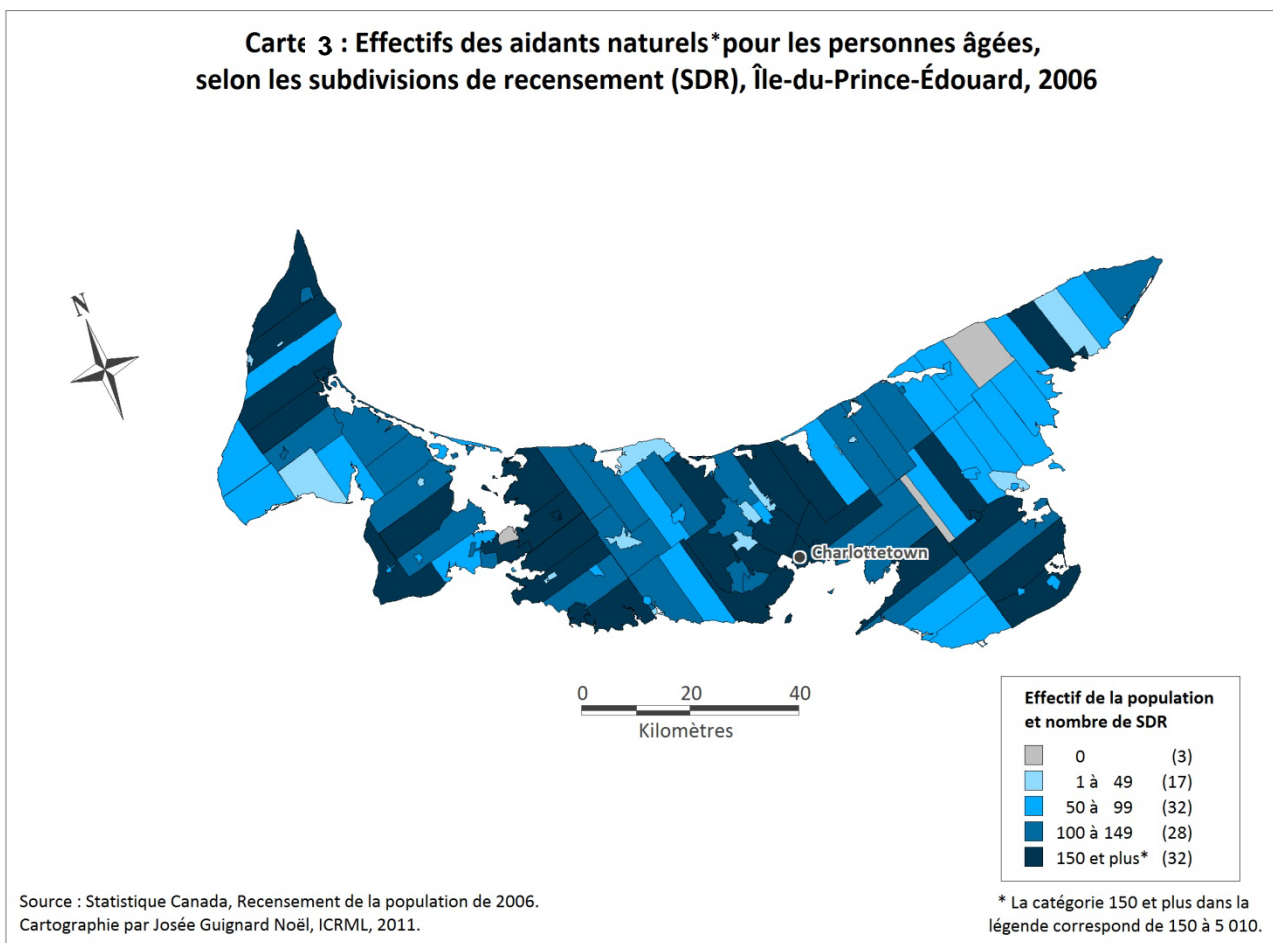 Carte 3 : Effectifs des aidants naturels*pour les personnes âgées,
selon les subdivisions de recensement (SDR), Île-du-Prince-Édouard, 2006
N
Charlottetown
0 20 40
Kilomètres
Effectif de la population
et nombre de SDR
0 (3)
1 à 49 (17)
50 à 99 (32)
100 à 149 (28)
150 et plus* (32)
Source : Statistique Canada, Recensement de la population de 2006.
Cartographie par Josée Guignard Noël, ICRML, 2011.
* La catégorie 150 et plus dans la
légende correspond de 150 à 5 010.